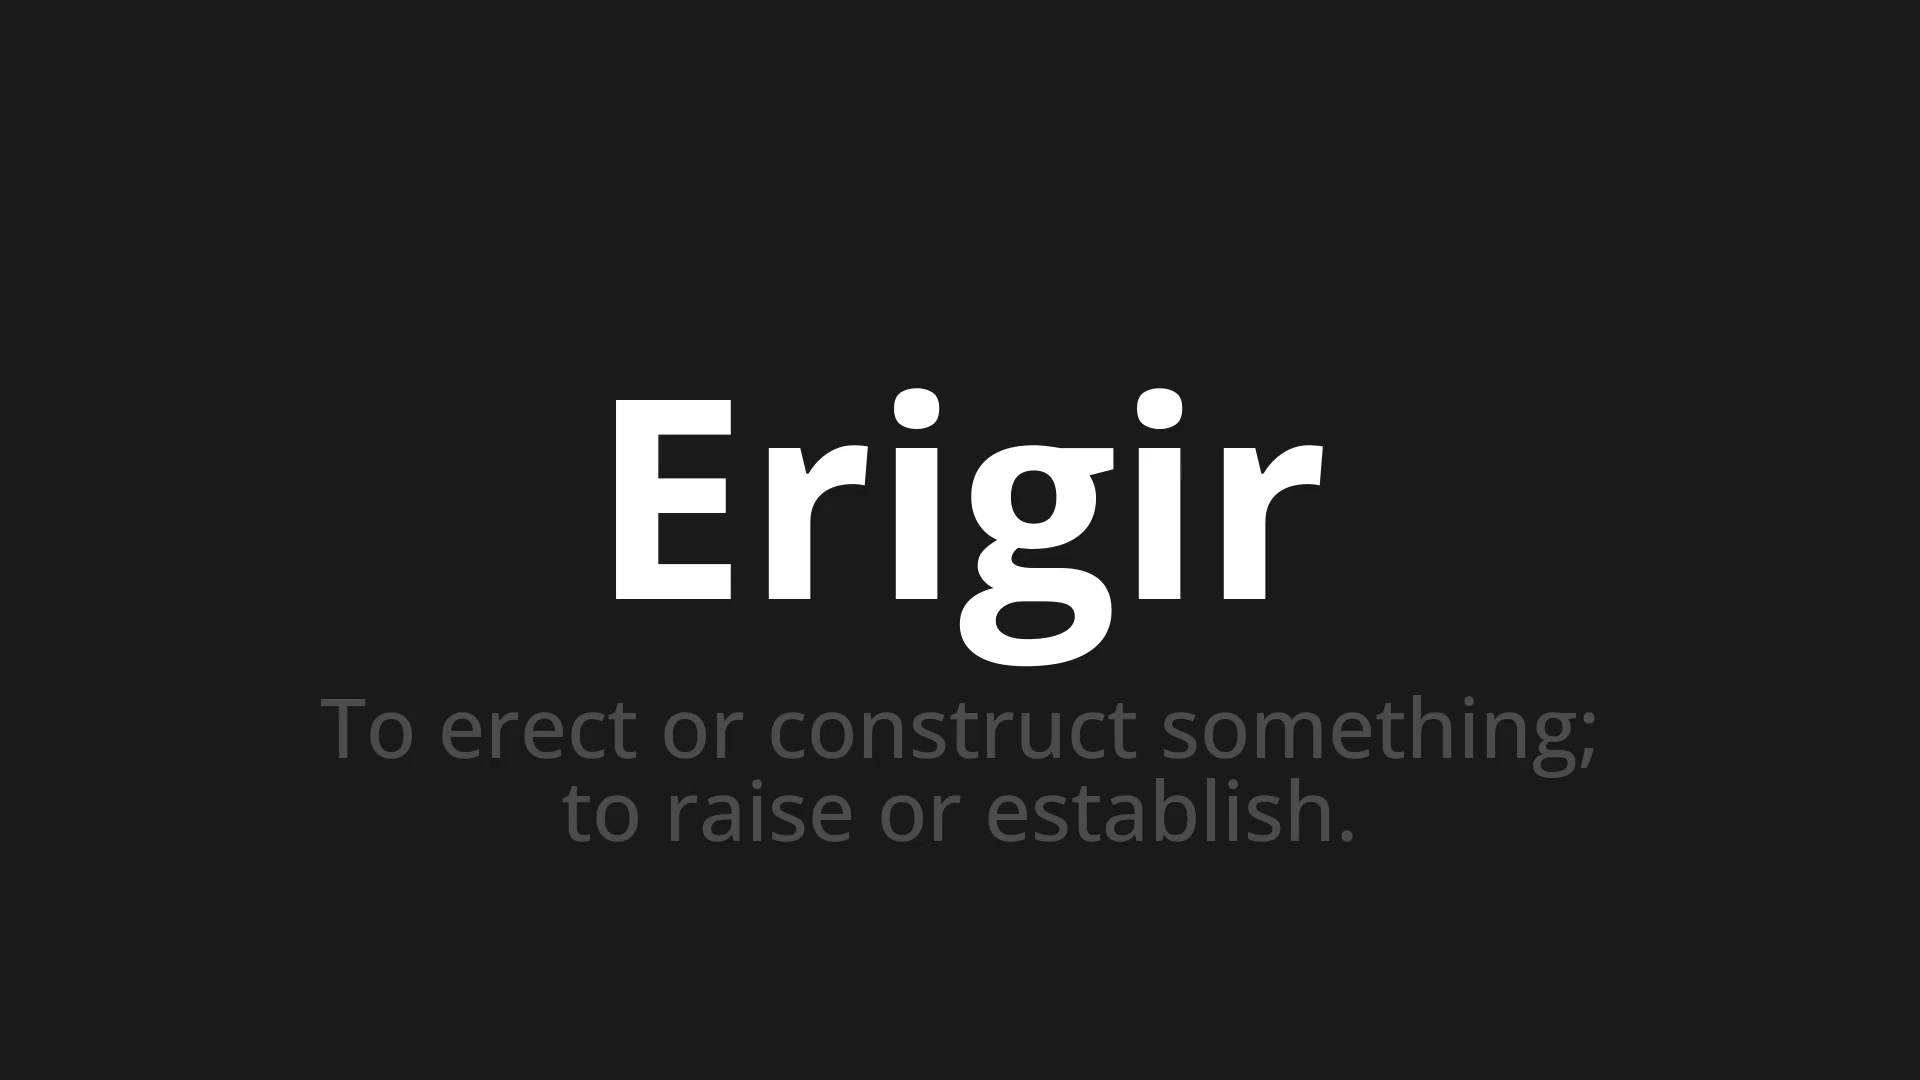 Erigir
To erect or construct something;
to raise or establish.